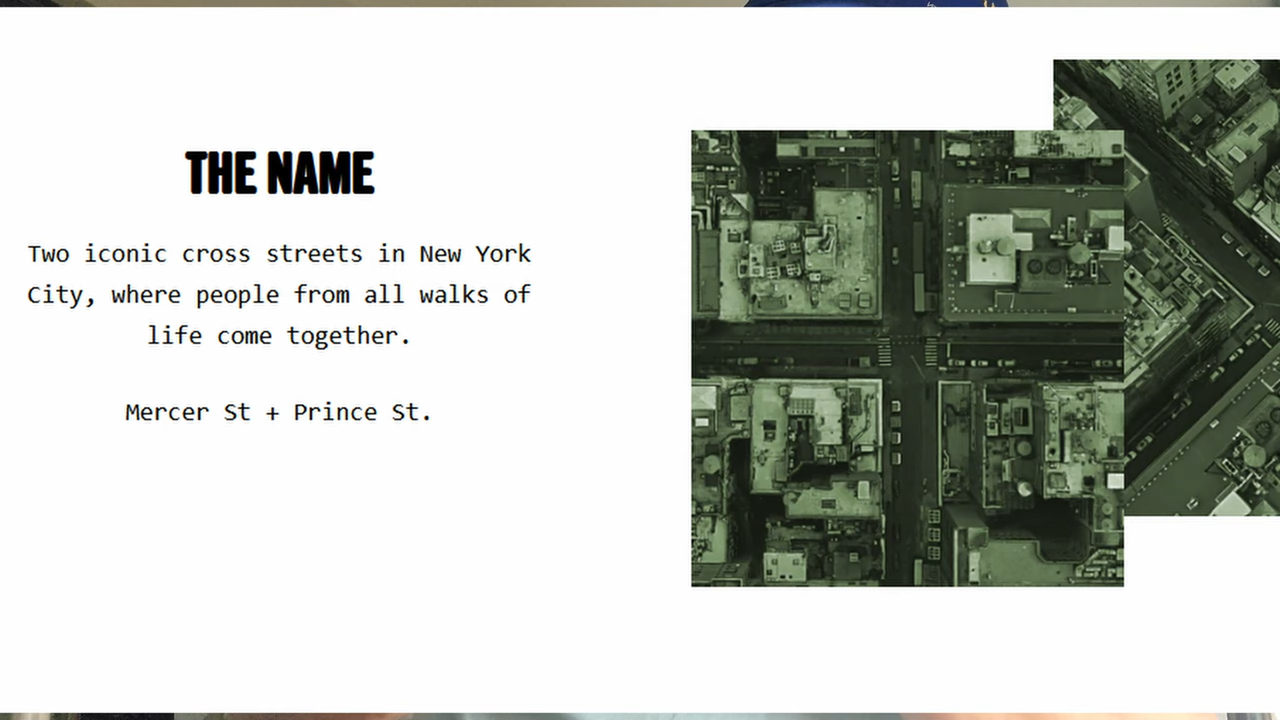 THE NAME
Two iconic cross streets in New York
City, where people from all walks of
life come together.
Mercer St + Prince St.